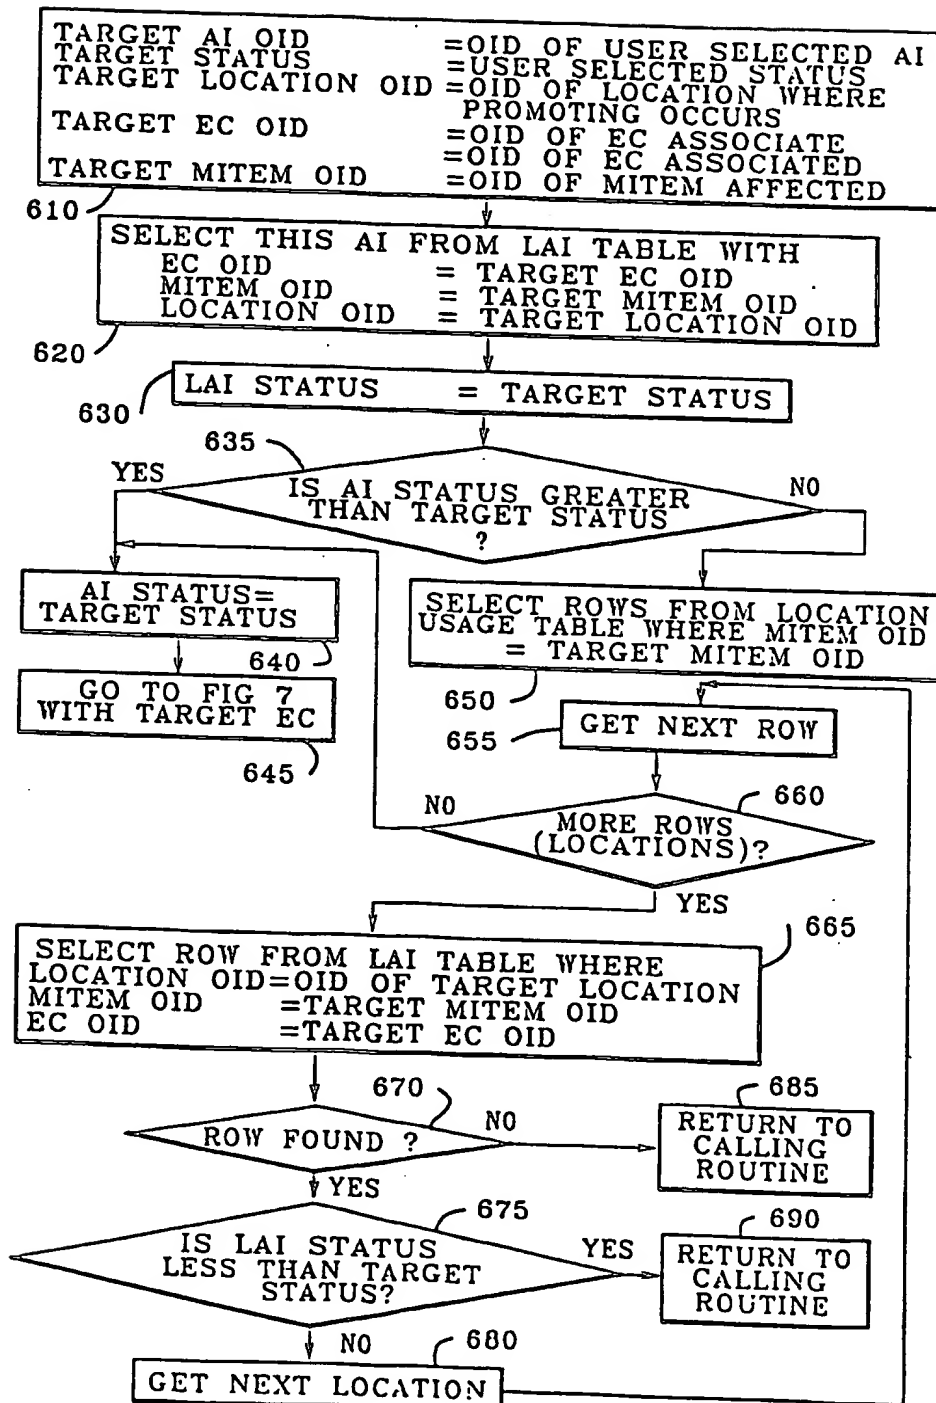 TARGET AI OID =OID OF USER SELECTED AI
TARGET STATUS =USER SELECTED STATUS
TARGET LOCATION OID =OID OF LOCATION WHERE
PROMOTING OCCURS
TARGET EC OID =OID OF EC ASSOCIATE
=OID OF EC ASSOCIATED
TARGET MITEM OID =OID OF MITEM AFFECTED
610
SELECT THIS AI FROM LAI TABLE WITH
EC OID = TARGET EC OID
MITEM OID = TARGET MITEM OID
LOCATION OID = TARGET LOCATION OID
620
LAI STATUS = TARGET STATUS
630
635
YES
IS AI STATUS GREATER
THAN TARGET STATUS
?
NO
AI STATUS=
TARGET STATUS
640
GO TO FIG 7
WITH TARGET EC
645
SELECT ROWS FROM LOCATION
USAGE TABLE WHERE MITEM OID
= TARGET MITEM OID
650
GET NEXT ROW
655
660
NO
MORE ROWS
(LOCATIONS)?
YES
665
SELECT ROW FROM LAI TABLE WHERE
LOCATION OID=OID OF TARGET LOCATION
MITEM OID =TARGET MITEM OID
EC OID =TARGET EC OID
670
ROW FOUND ?
NO
685
RETURN TO
CALLING
ROUTINE
YES
675
IS LAI STATUS
LESS THAN TARGET
STATUS?
YES
690
RETURN TO
CALLING
ROUTINE
NO
680
GET NEXT LOCATION